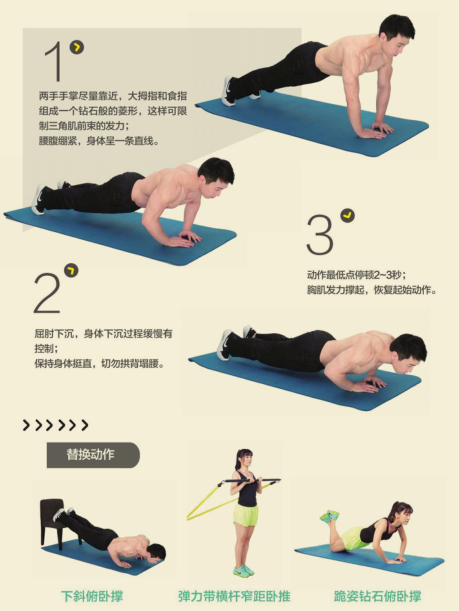 1
两手手掌尽量靠近，大拇指和食指
组成一个钻石般的菱形，这样可限
制三角肌前束的发力；
腰腹绷紧，身体呈一条直线。
2
屈肘下沉，身体下沉过程缓慢有
控制；
保持身体挺直，切勿拱背塌腰。
3
动作最低点停顿2~3秒；
胸肌发力撑起，恢复起始动作。
替换动作
下斜俯卧撑
弹力带横杆窄距卧推
跪姿钻石俯卧撑